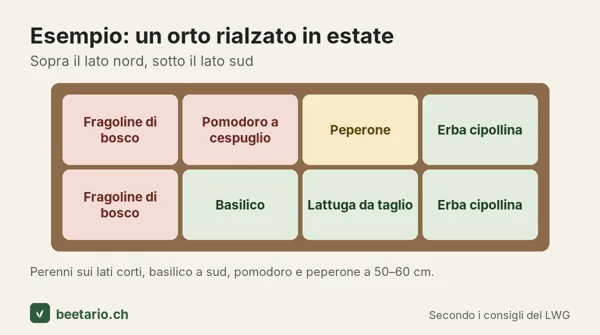 Esempio: un orto rialzato in estate
Sopra il lato nord, sotto il lato sud
Fragoline di
bosco
Pomodoro a
cespuglio
Peperone
Erba cipollina
Fragoline di
bosco
Basilico
Lattuga da taglio
Erba cipollina
Perenni sui lati corti, basilico a sud, pomodoro e peperone a 50–60 cm.
beetario.ch
Secondo i consigli del LWG